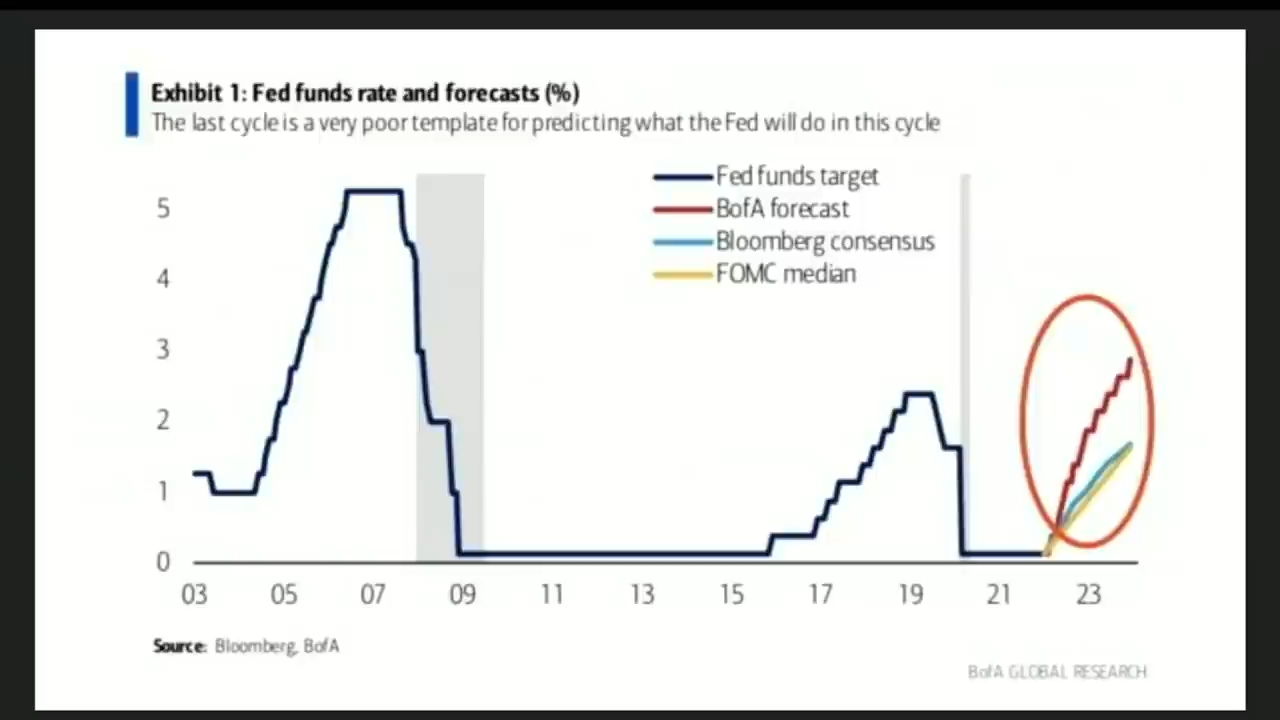 Exhibit 1: Fed funds rate and forecasts (%)
The last cycle is a very poor template for predicting what the Fed will do in this cycle
Fed funds target
BofA forecast
Bloomberg consensus
FOMC median
5
4
3
2
1
0
03 05 07 09 11 13 15 17 19 21 23
Source: Bloomberg, BofA
BofA GLOBAL RESEARCH